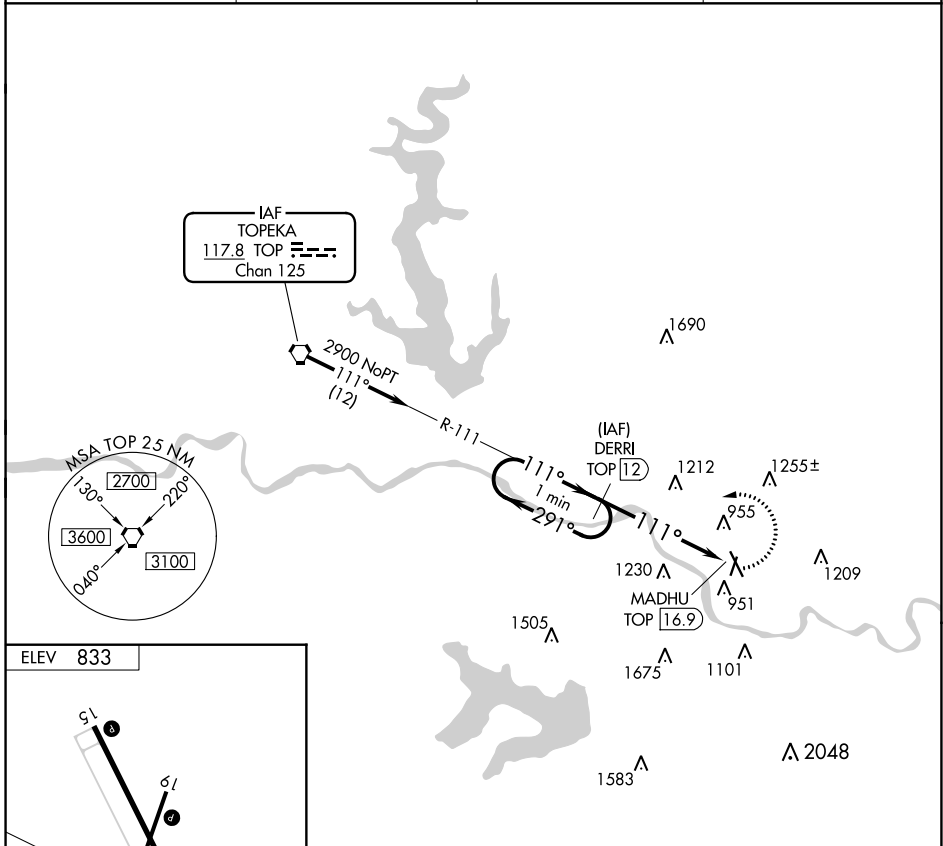 IAF
TOPEKA
117.8 TOP
Chan 125
1690
2900 NoPT
111°
(12)
R-111
(IAF)
DERRI
TOP 12
111°
1 min
291°
111°
1212
1255±
955
MSA TOP 25 NM
2700
130°
220°
3600
3100
040°
1230
951
1209
MADHU
TOP 16.9
1505
1675
1101
1583
2048
ELEV 833
15
P
19
P